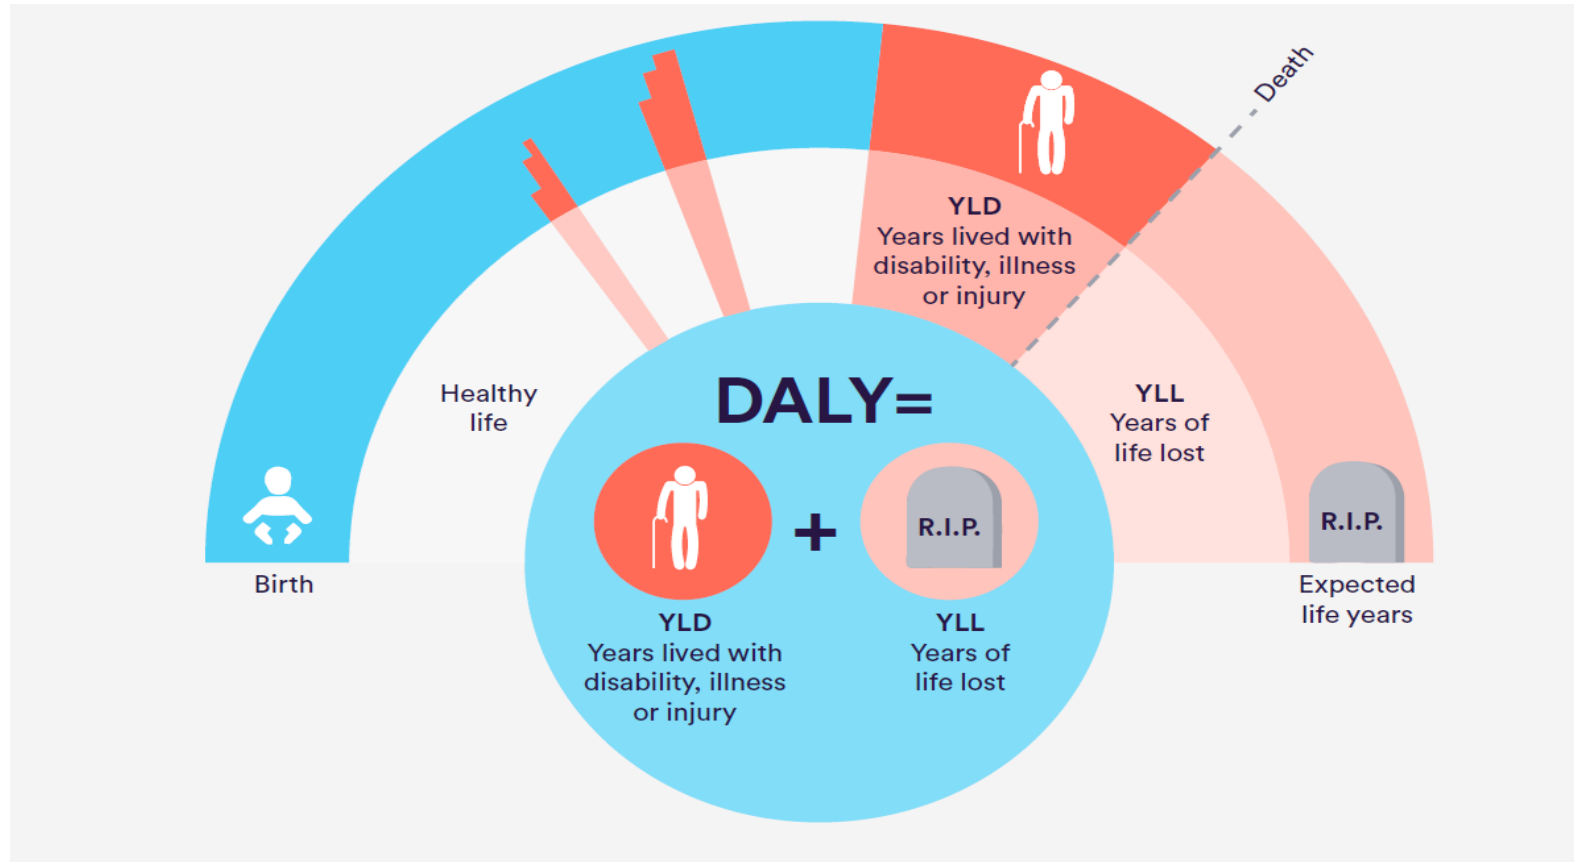 Death
YLD
Years lived with
disability, illness
or injury
Healthy
life
YLL
Years of
life lost
DALY=
+
R.I.P.
R.I.P.
Birth
Expected
life years
YLD
Years lived with
disability, illness
or injury
YLL
Years of
life lost